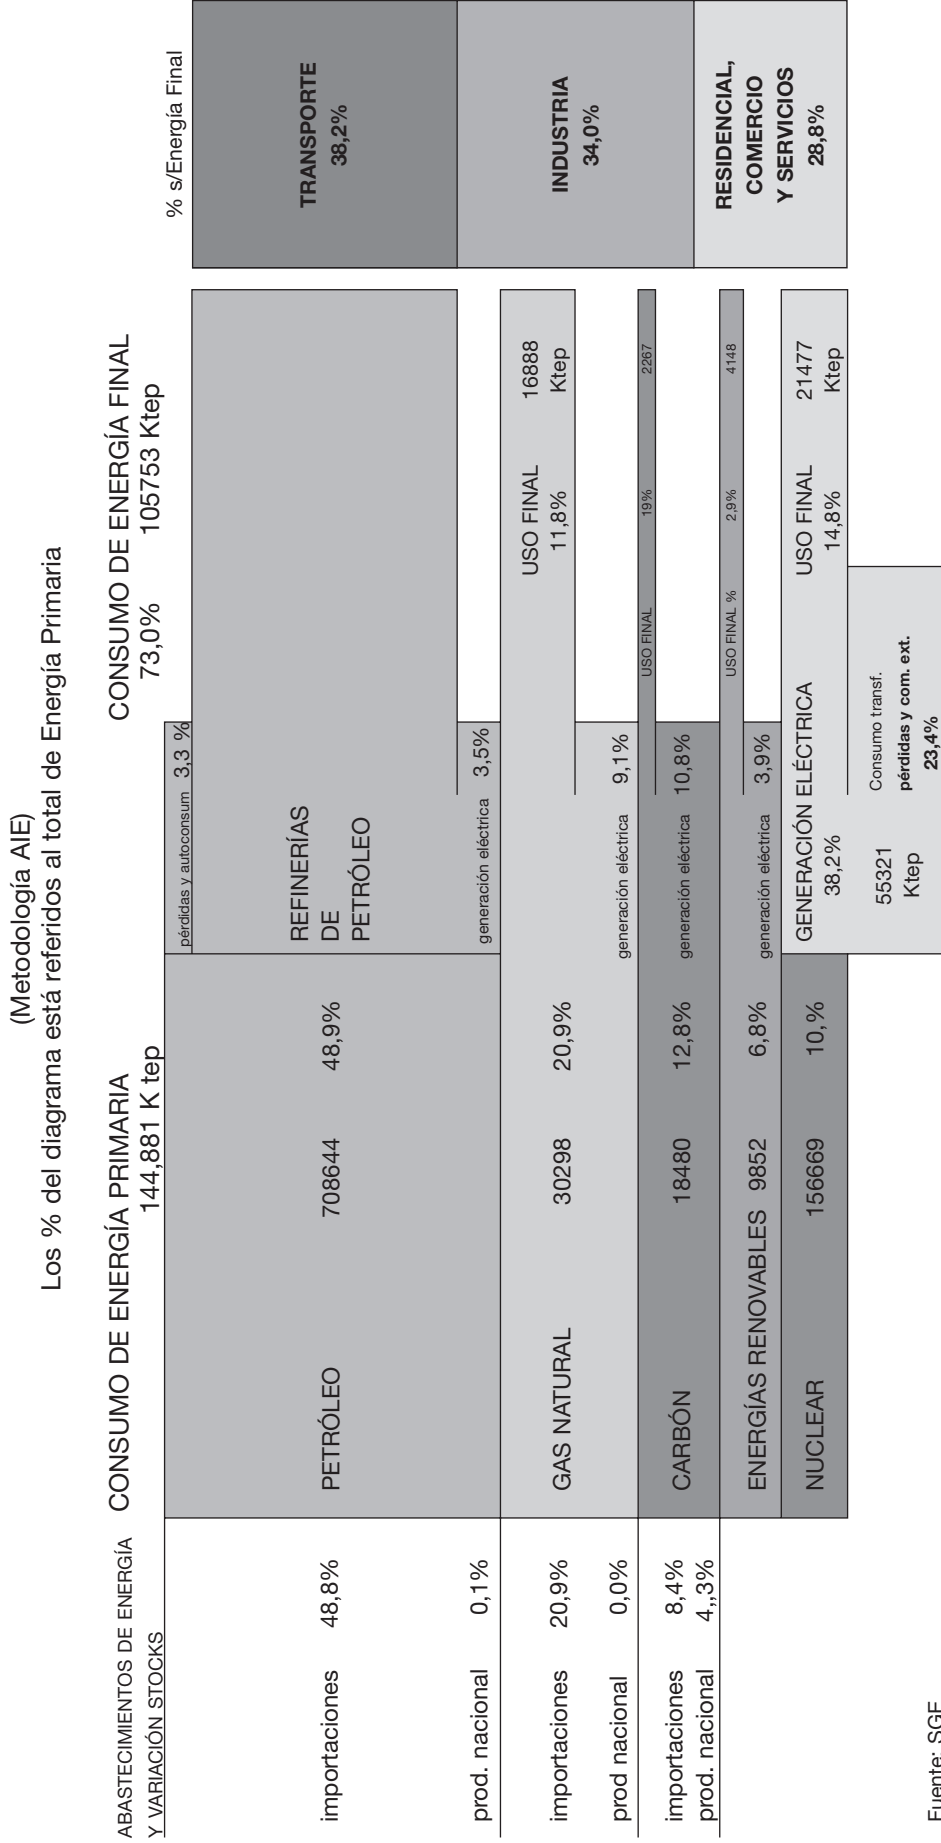 (Metodología AIE)
Los % del diagrama está referidos al total de Energía Primaria
ABASTECIMIENTOS DE ENERGÍA
Y VARIACIÓN STOCKS
CONSUMO DE ENERGÍA PRIMARIA
144,881 K tep
CONSUMO DE ENERGÍA FINAL
73,0% 105753 Ktep
% s/Energía Final
importaciones 48,8%
prod. nacional 0,1%
PETRÓLEO 708644 48,9%
pérdidas y autoconsum 3,3 %
REFINERÍAS
DE
PETRÓLEO
generación eléctrica 3,5%
importaciones 20,9%
prod nacional 0,0%
GAS NATURAL 30298 20,9%
USO FINAL 16888
11,8% Ktep
generación eléctrica 9,1%
importaciones 8,4%
prod. nacional 4,,3%
CARBÓN 18480 12,8%
USO FINAL 19% 2267
generación eléctrica 10,8%
ENERGÍAS RENOVABLES 9852 6,8%
USO FINAL % 2,9% 4148
generación eléctrica 3,9%
NUCLEAR 156669 10,%
GENERACIÓN ELÉCTRICA
38,2%
USO FINAL 21477
14,8% Ktep
55321
Ktep
Consumo transf.
pérdidas y com. ext.
23,4%
TRANSPORTE
38,2%
INDUSTRIA
34,0%
RESIDENCIAL,
COMERCIO
Y SERVICIOS
28,8%
Fuente: SGE